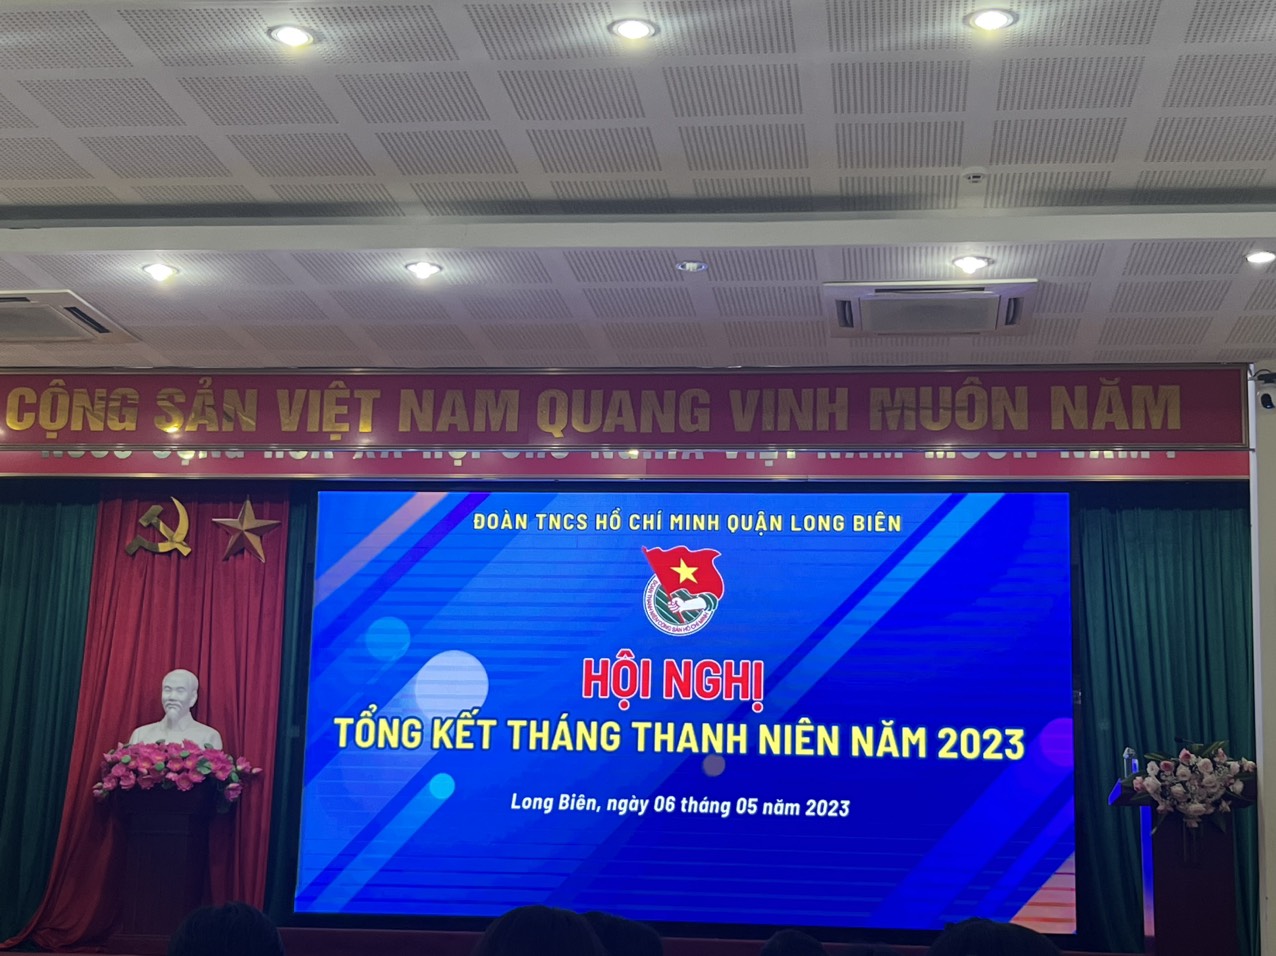 CỘNG SẢN VIỆT NAM QUANG VINH MUÔN NĂM
ĐOÀN TNCS HỒ CHÍ MINH QUẬN LONG BIÊN
HỘI NGHỊ
TỔNG KẾT THÁNG THANH NIÊN NĂM 2023
Long Biên, ngày 06 tháng 05 năm 2023